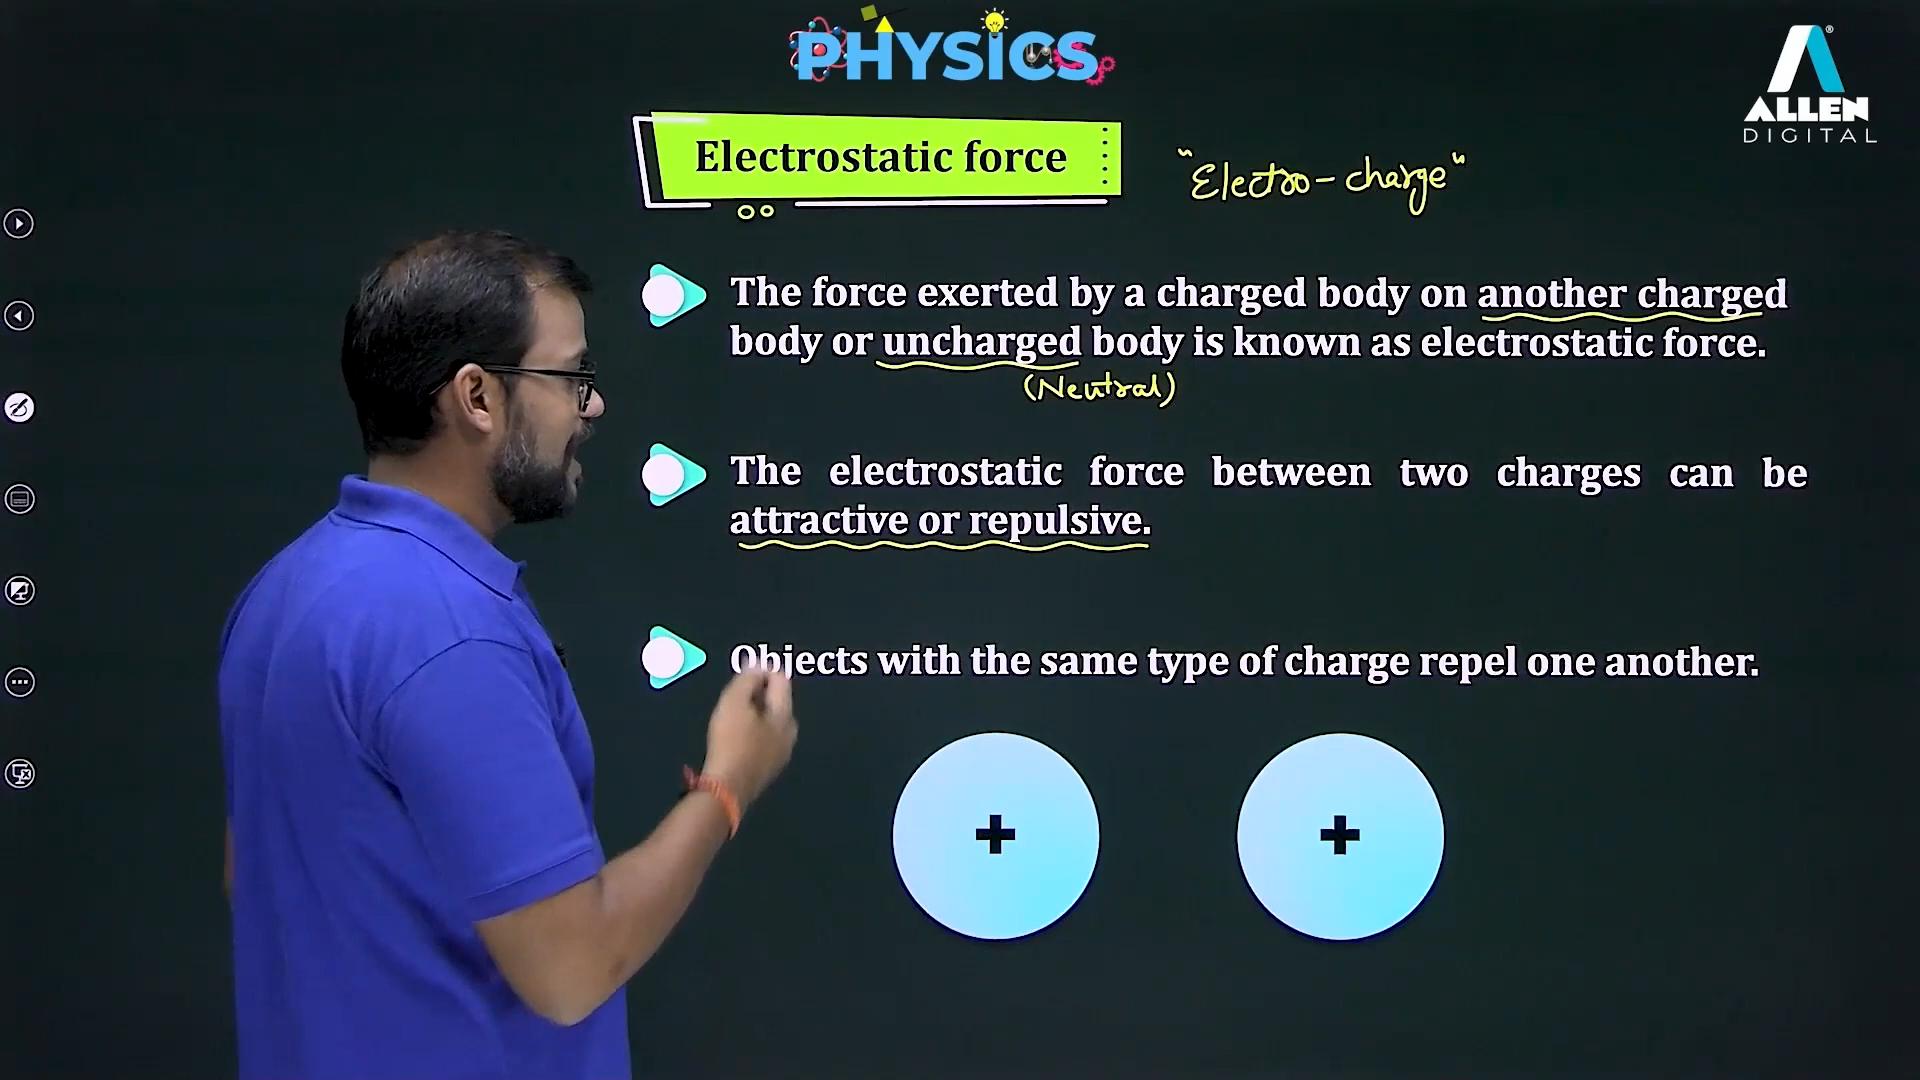 PHYSICS
ALLEN
DIGITAL
Electrostatic force
"Electro - charge"
The force exerted by a charged body on another charged
body or uncharged body is known as electrostatic force.
(Neutral)
The electrostatic force between two charges can be
attractive or repulsive.
Objects with the same type of charge repel one another.
+ +